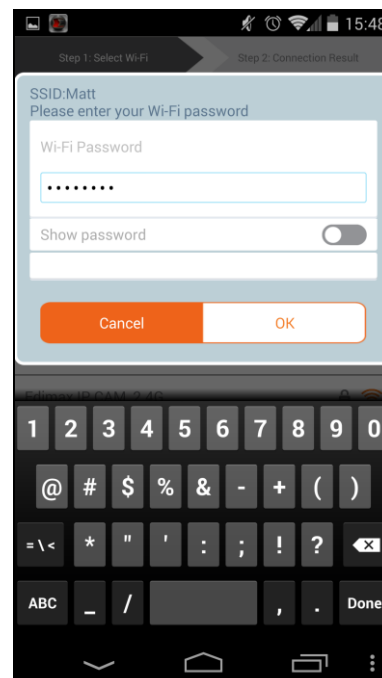 15:48
Step 1: Select Wi-Fi Step 2: Connection Result
SSID:Matt
Please enter your Wi-Fi password
Wi-Fi Password
••••••••
Show password
Cancel OK
Edimax IP CAM 2.4G
1 2 3 4 5 6 7 8 9 0
@ # $ % & - + ( )
= \ < * " ' : ; ! ?
ABC _ / , . Done